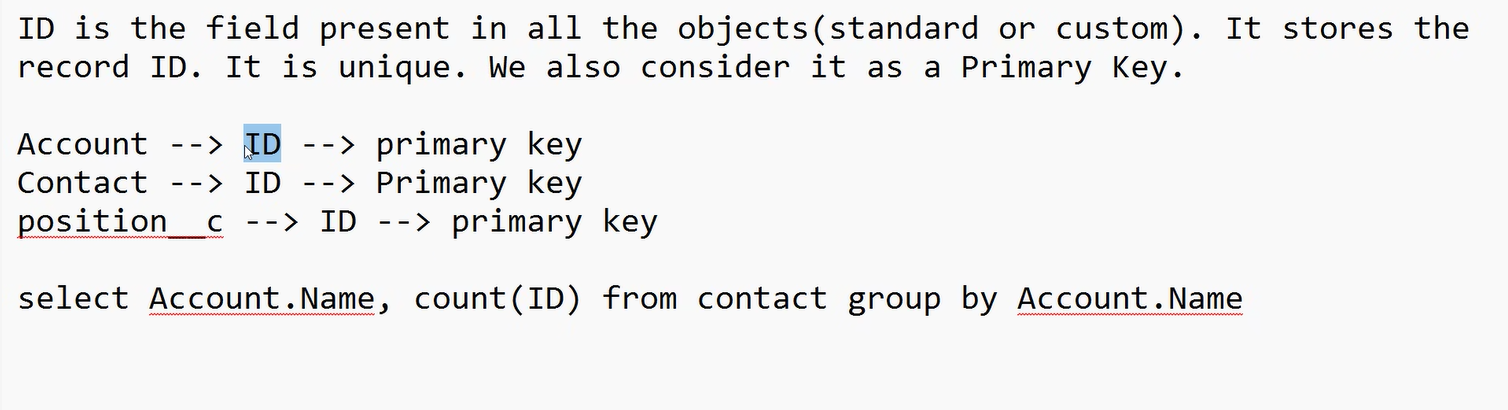 ID is the field present in all the objects(standard or custom). It stores the
record ID. It is unique. We also consider it as a Primary Key.
Account --> ID --> primary key
Contact --> ID --> Primary key
position__c --> ID --> primary key
select Account.Name, count(ID) from contact group by Account.Name